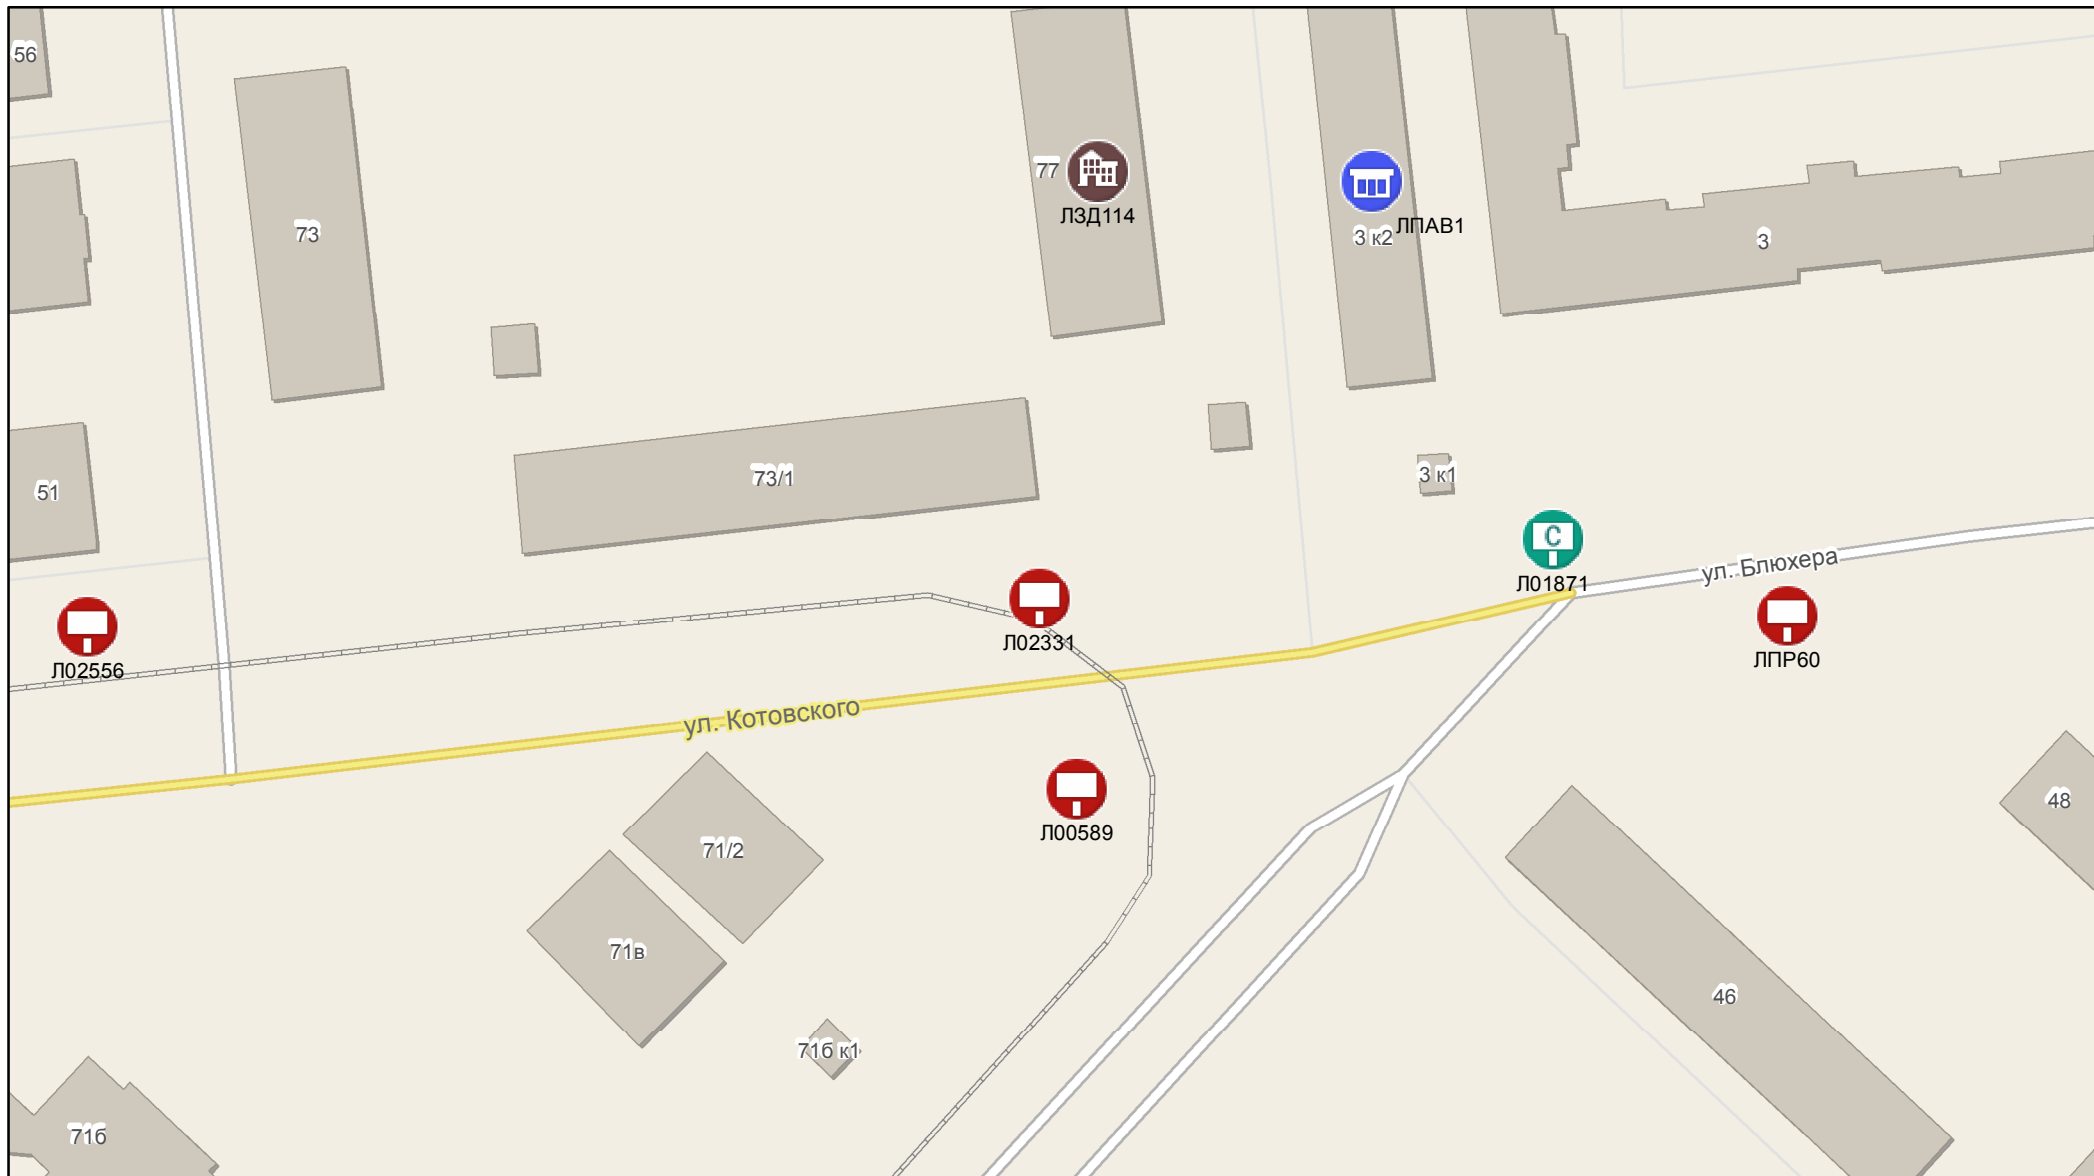 56
77
ЛЗД114
73
3 к2
ЛПАВ1
3
73/1
3 к1
51
C
Л01871
ул. Блюхера
Л02556
Л02331
ЛПР60
ул. Котовского
Л00589
71/2
48
71в
46
71б к1
71б